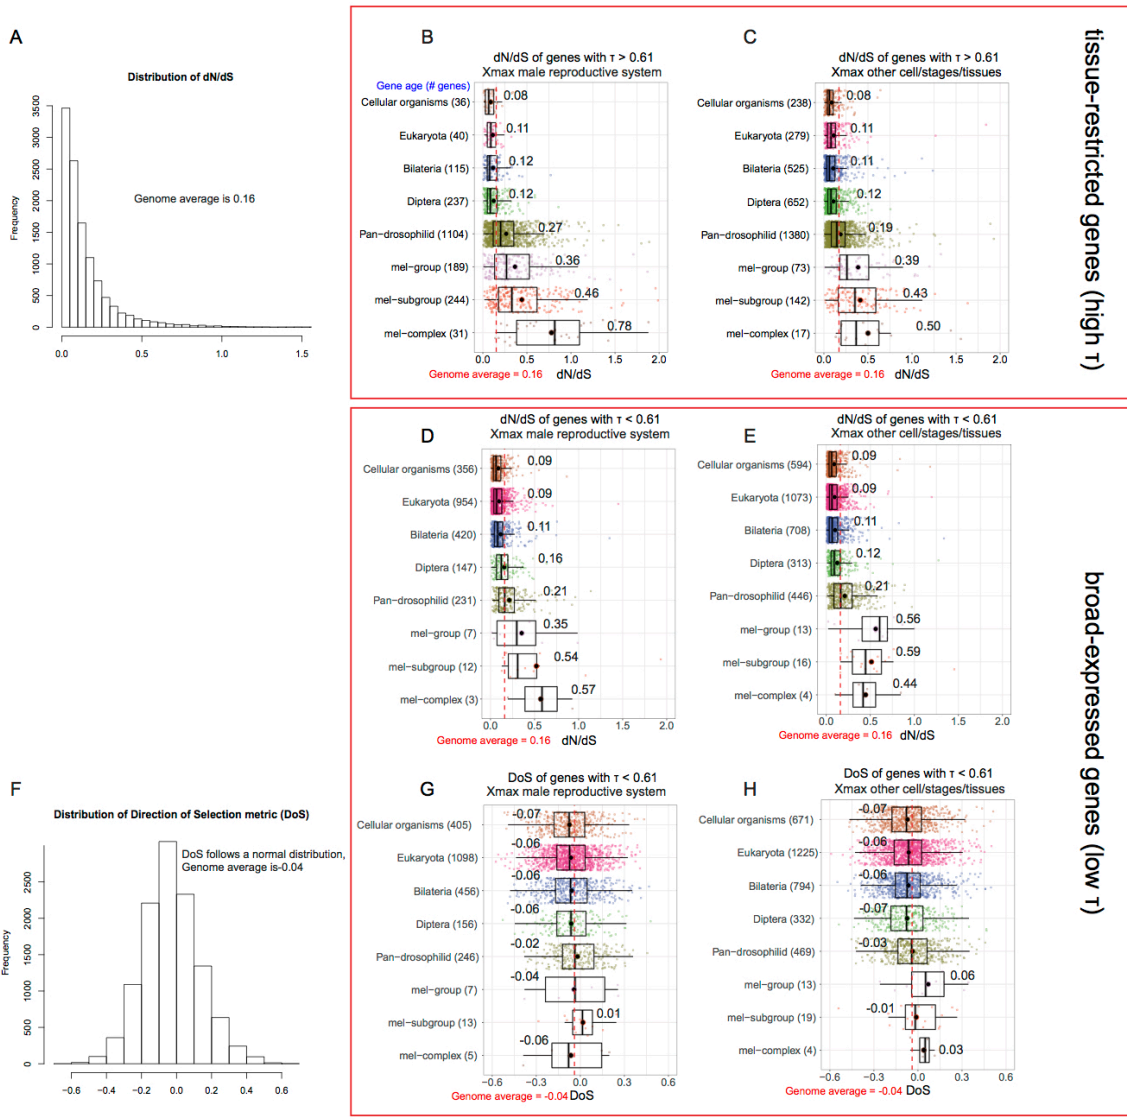 A
Distribution of dN/dS
Genome average is 0.16
Frequency
0
500
1000
1500
2000
2500
3000
3500
0.0
0.5
1.0
1.5
tissue-restricted genes (high τ)
B
dN/dS of genes with τ > 0.61
Xmax male reproductive system
Gene age (# genes)
Cellular organisms (36)
0.08
Eukaryota (40)
0.11
Bilateria (115)
0.12
Diptera (237)
0.12
Pan−drosophilid (1104)
0.27
mel−group (189)
0.36
mel−subgroup (244)
0.46
mel−complex (31)
0.78
0.0
0.5
1.0
1.5
2.0
Genome average = 0.16
dN/dS
C
dN/dS of genes with τ > 0.61
Xmax other cell/stages/tissues
Cellular organisms (238)
0.08
Eukaryota (279)
0.11
Bilateria (525)
0.11
Diptera (652)
0.12
Pan−drosophilid (1380)
0.19
mel−group (73)
0.39
mel−subgroup (142)
0.43
mel−complex (17)
0.50
0.0
0.5
1.0
1.5
2.0
Genome average = 0.16
dN/dS
broad-expressed genes (low τ)
D
dN/dS of genes with τ < 0.61
Xmax male reproductive system
Cellular organisms (356)
0.09
Eukaryota (954)
0.09
Bilateria (420)
0.11
Diptera (147)
0.16
Pan−drosophilid (231)
0.21
mel−group (7)
0.35
mel−subgroup (12)
0.54
mel−complex (3)
0.57
0.0
0.5
1.0
1.5
2.0
Genome average = 0.16
dN/dS
E
dN/dS of genes with τ < 0.61
Xmax other cell/stages/tissues
Cellular organisms (594)
0.09
Eukaryota (1073)
0.09
Bilateria (708)
0.11
Diptera (313)
0.12
Pan−drosophilid (446)
0.21
mel−group (13)
0.56
mel−subgroup (16)
0.59
mel−complex (4)
0.44
0.0
0.5
1.0
1.5
2.0
Genome average = 0.16
dN/dS
F
Distribution of Direction of Selection metric (DoS)
DoS follows a normal distribution,
Genome average is-0.04
Frequency
0
500
1000
1500
2000
2500
−0.6
−0.4
−0.2
0.0
0.2
0.4
0.6
G
DoS of genes with τ < 0.61
Xmax male reproductive system
Cellular organisms (405)
-0.07
Eukaryota (1098)
-0.06
Bilateria (456)
-0.06
Diptera (156)
-0.06
Pan−drosophilid (246)
-0.02
mel−group (7)
-0.04
mel−subgroup (13)
0.01
mel−complex (5)
-0.06
−0.6
−0.3
0.0
0.3
0.6
Genome average = -0.04
DoS
H
DoS of genes with τ < 0.61
Xmax other cell/stages/tissues
Cellular organisms (671)
-0.07
Eukaryota (1225)
-0.06
Bilateria (794)
-0.06
Diptera (332)
-0.07
Pan−drosophilid (469)
-0.03
mel−group (13)
0.06
mel−subgroup (19)
-0.01
mel−complex (4)
0.03
−0.6
−0.3
0.0
0.3
0.6
Genome average = -0.04
DoS